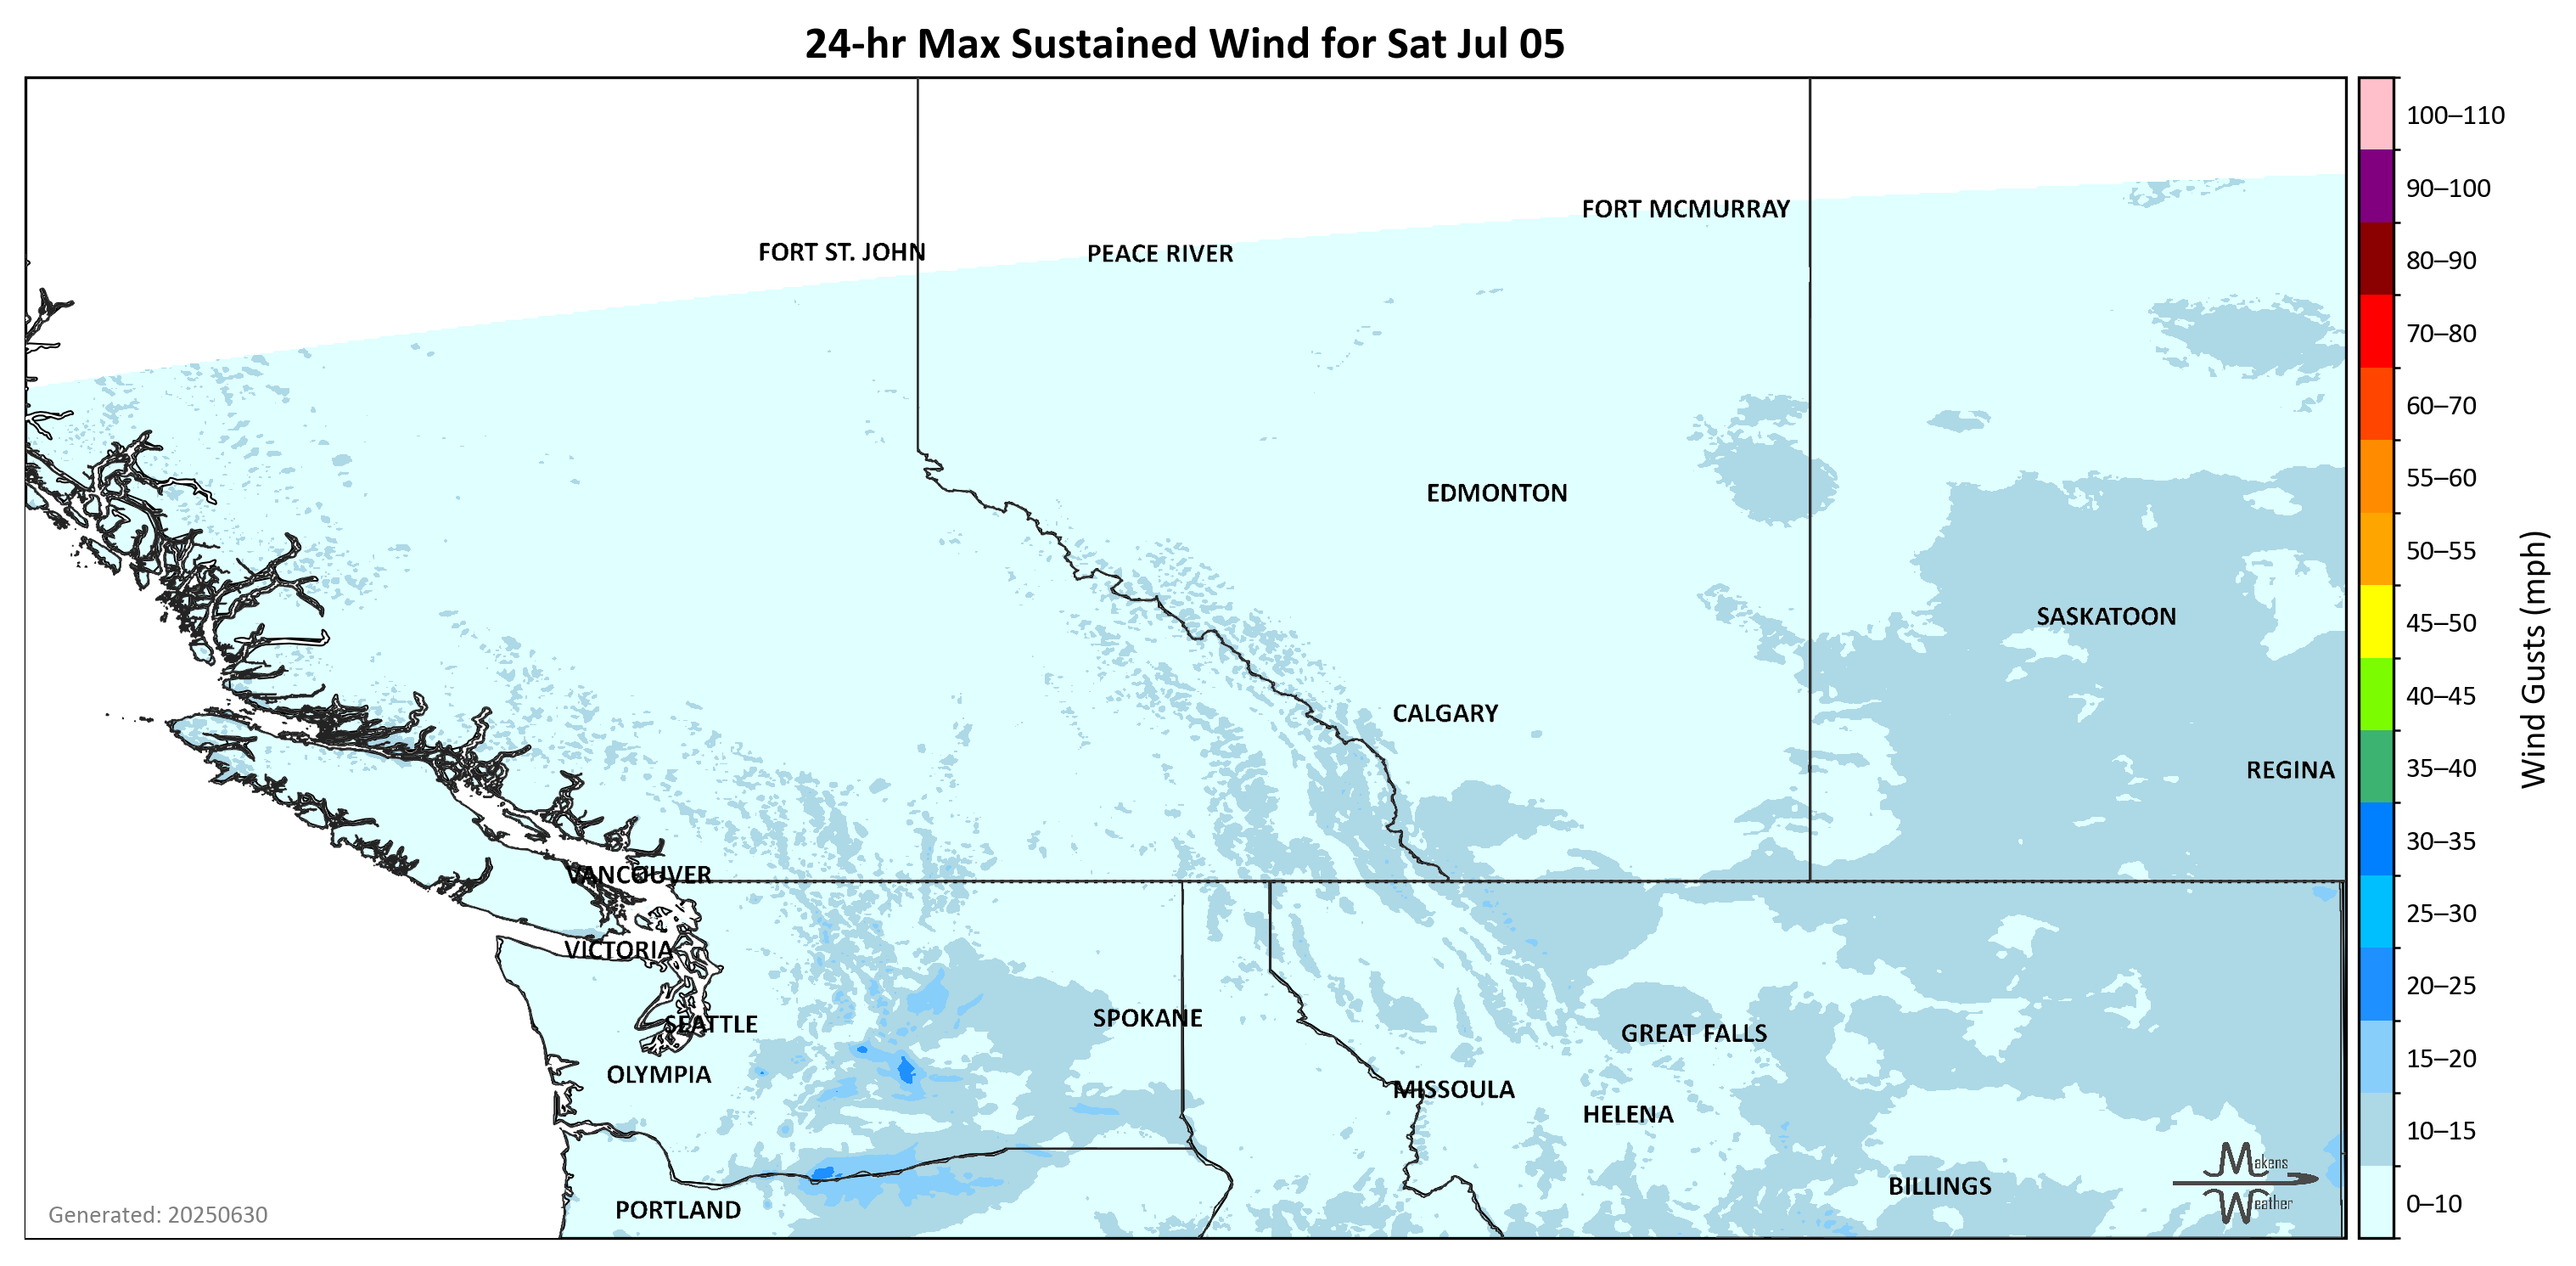 24-hr Max Sustained Wind for Sat Jul 05
100–110
90–100
80–90
70–80
60–70
55–60
50–55
45–50
40–45
35–40
30–35
25–30
20–25
15–20
10–15
0–10
Wind Gusts (mph)
FORT MCMURRAY
FORT ST. JOHN
PEACE RIVER
EDMONTON
SASKATOON
CALGARY
REGINA
VANCOUVER
VICTORIA
SEATTLE
SPOKANE
GREAT FALLS
OLYMPIA
MISSOULA
HELENA
BILLINGS
PORTLAND
Makens
Weather
Generated: 20250630